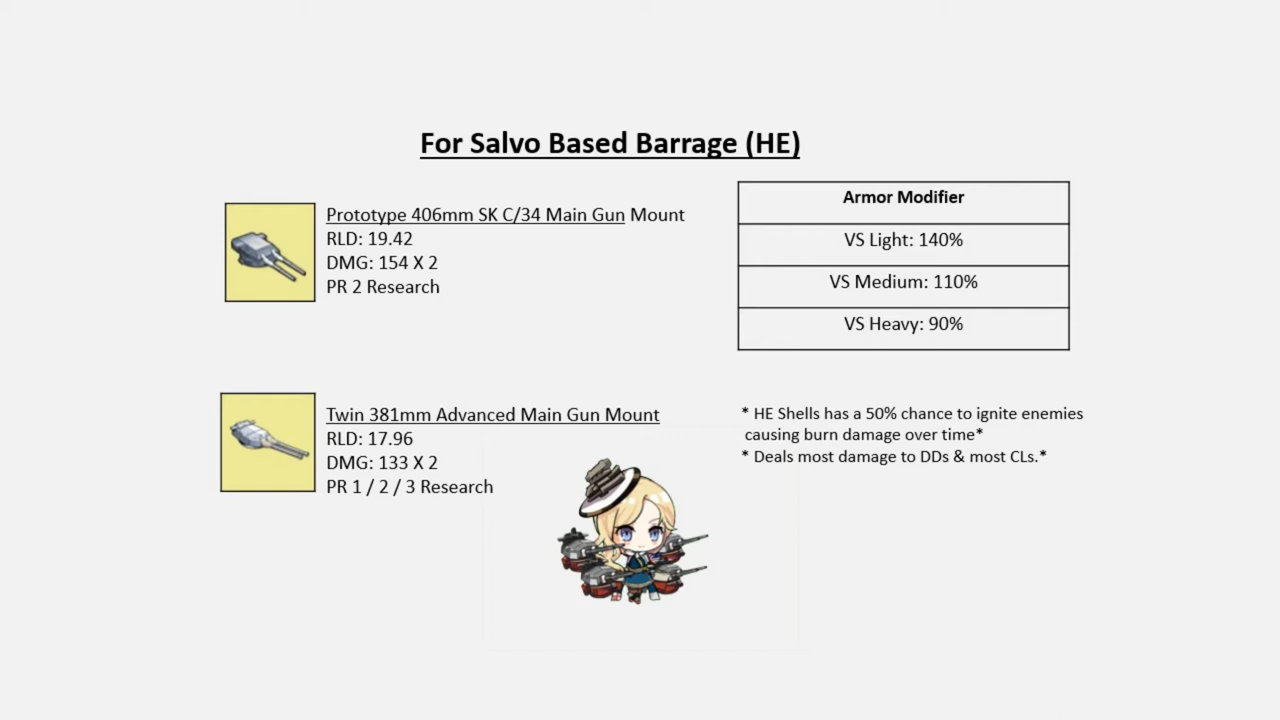 For Salvo Based Barrage (HE)
Prototype 406mm SK C/34 Main Gun Mount
RLD: 19.42
DMG: 154 X 2
PR 2 Research
Armor Modifier
VS Light: 140%
VS Medium: 110%
VS Heavy: 90%
Twin 381mm Advanced Main Gun Mount
RLD: 17.96
DMG: 133 X 2
PR 1 / 2 / 3 Research
* HE Shells has a 50% chance to ignite enemies
causing burn damage over time*
* Deals most damage to DDs & most CLs.*